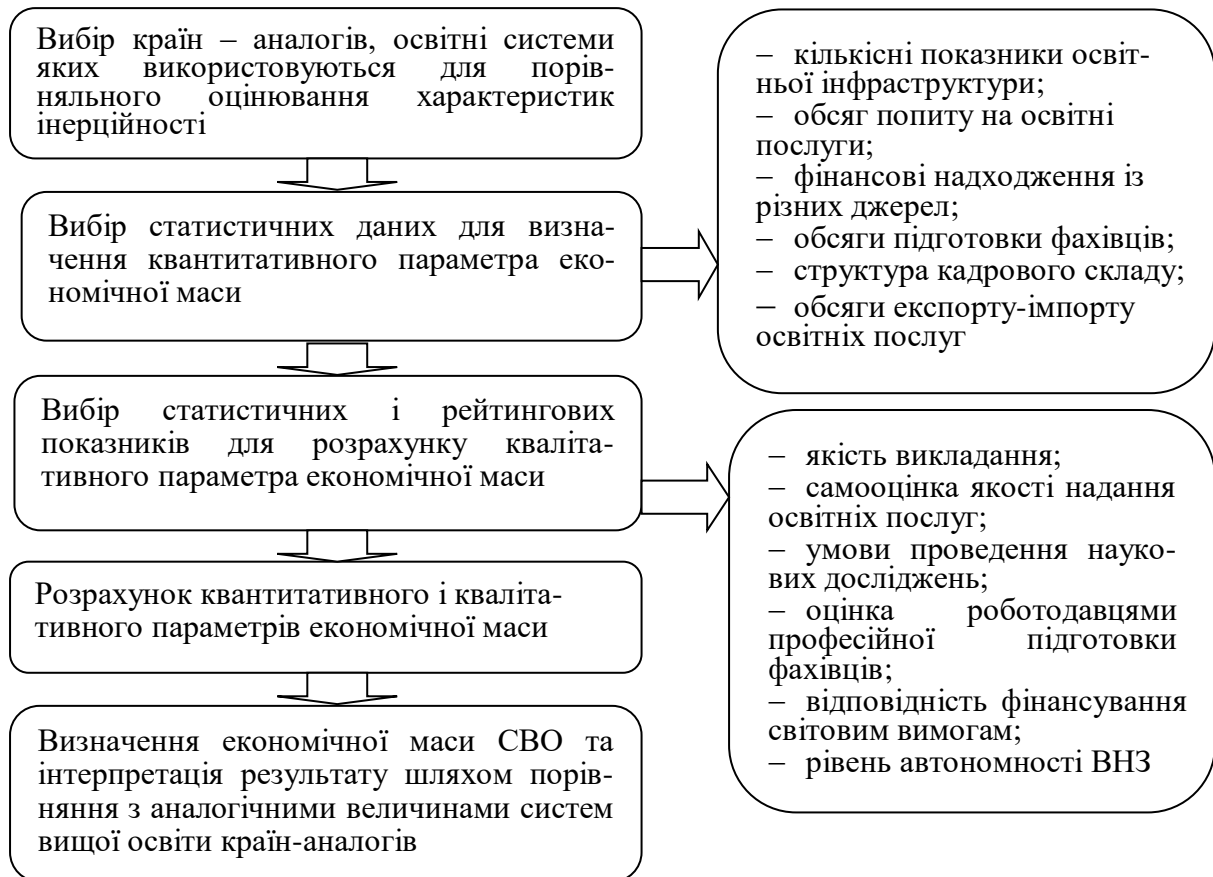 Вибір країн – аналогів, освітні системи
яких використовуються для порів-
няльного оцінювання характеристик
інерційності
Вибір статистичних даних для визна-
чення квантитативного параметра еко-
номічної маси
– кількісні показники освіт-
ньої інфраструктури;
– обсяг попиту на освітні
послуги;
– фінансові надходження із
різних джерел;
– обсяги підготовки фахівців;
– структура кадрового складу;
– обсяги експорту-імпорту
освітніх послуг
Вибір статистичних і рейтингових
показників для розрахунку кваліта-
тивного параметра економічної маси
– якість викладання;
– самооцінка якості надання
освітніх послуг;
– умови проведення науко-
вих досліджень;
– оцінка роботодавцями
професійної підготовки
фахівців;
– відповідність фінансування
світовим вимогам;
– рівень автономності ВНЗ
Розрахунок квантитативного і кваліта-
тивного параметрів економічної маси
Визначення економічної маси СВО та
інтерпретація результату шляхом порів-
няння з аналогічними величинами систем
вищої освіти країн-аналогів